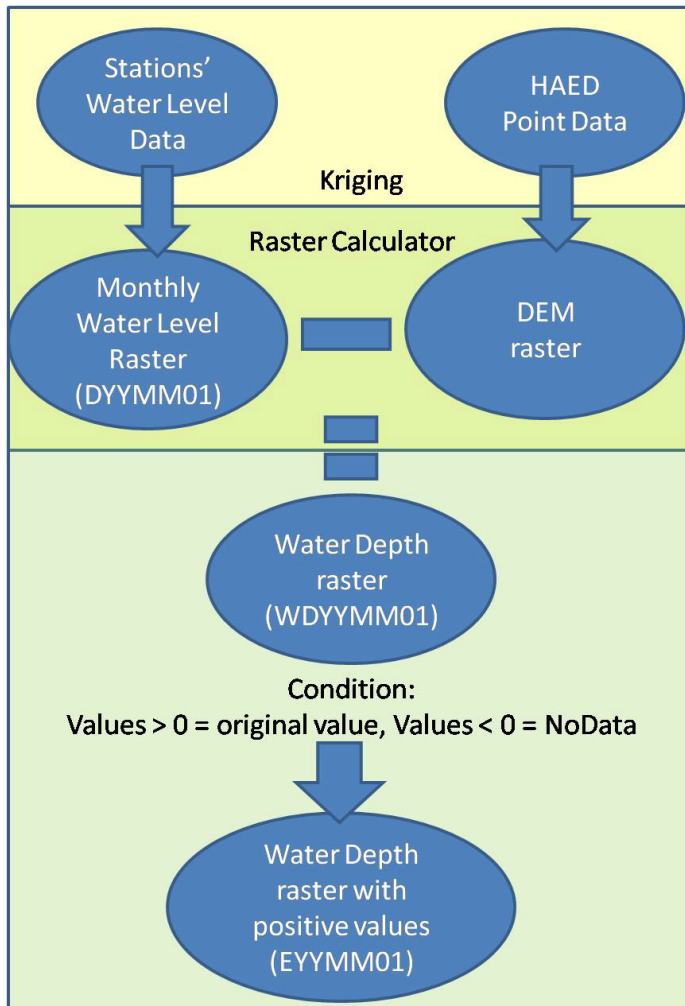 Stations’
Water Level
Data
HAED
Point Data
Kriging
Raster Calculator
Monthly
Water Level
Raster
(DYYMM01)
DEM
raster
Water Depth
raster
(WDYYMM01)
Condition:
Values > 0 = original value, Values < 0 = NoData
Water Depth
raster with
positive values
(EYYMM01)